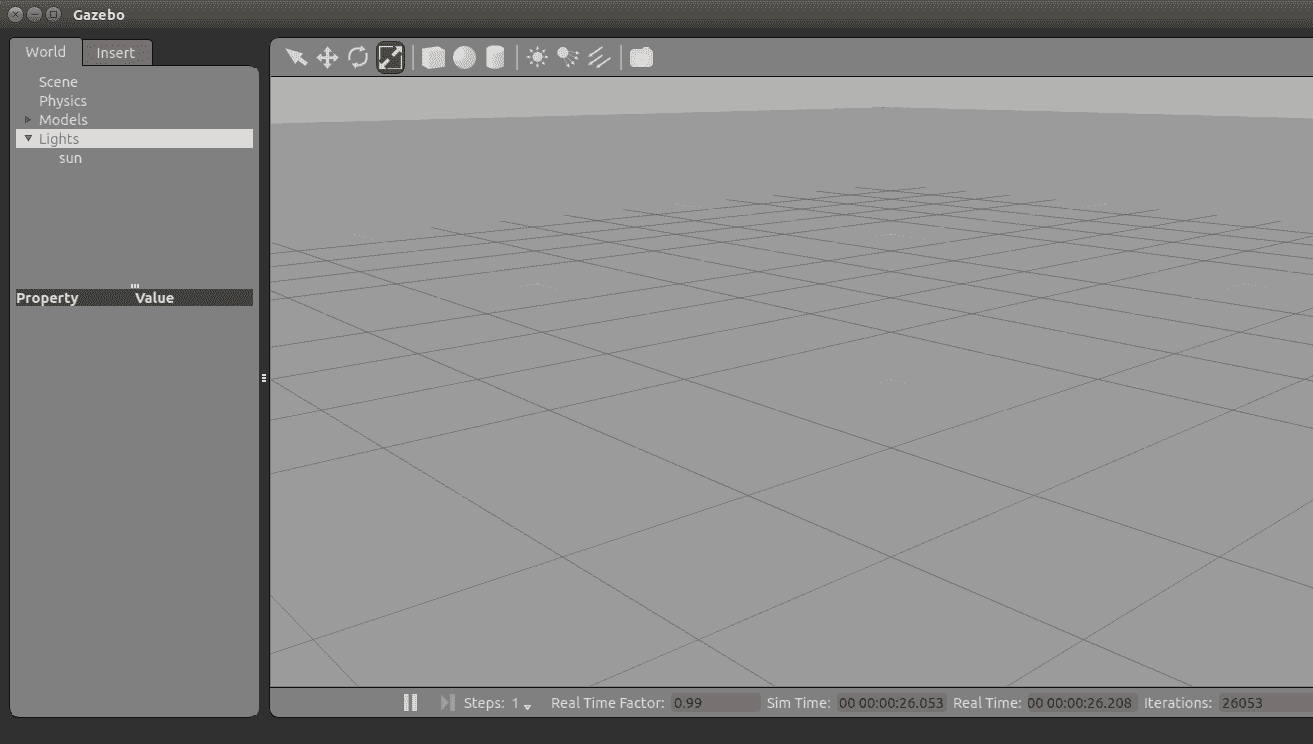 Gazebo
World Insert
Scene
Physics
Models
Lights
sun
Property Value
Steps: 1 Real Time Factor: 0.99 Sim Time: 00 00:00:26.053 Real Time: 00 00:00:26.208 Iterations: 26053